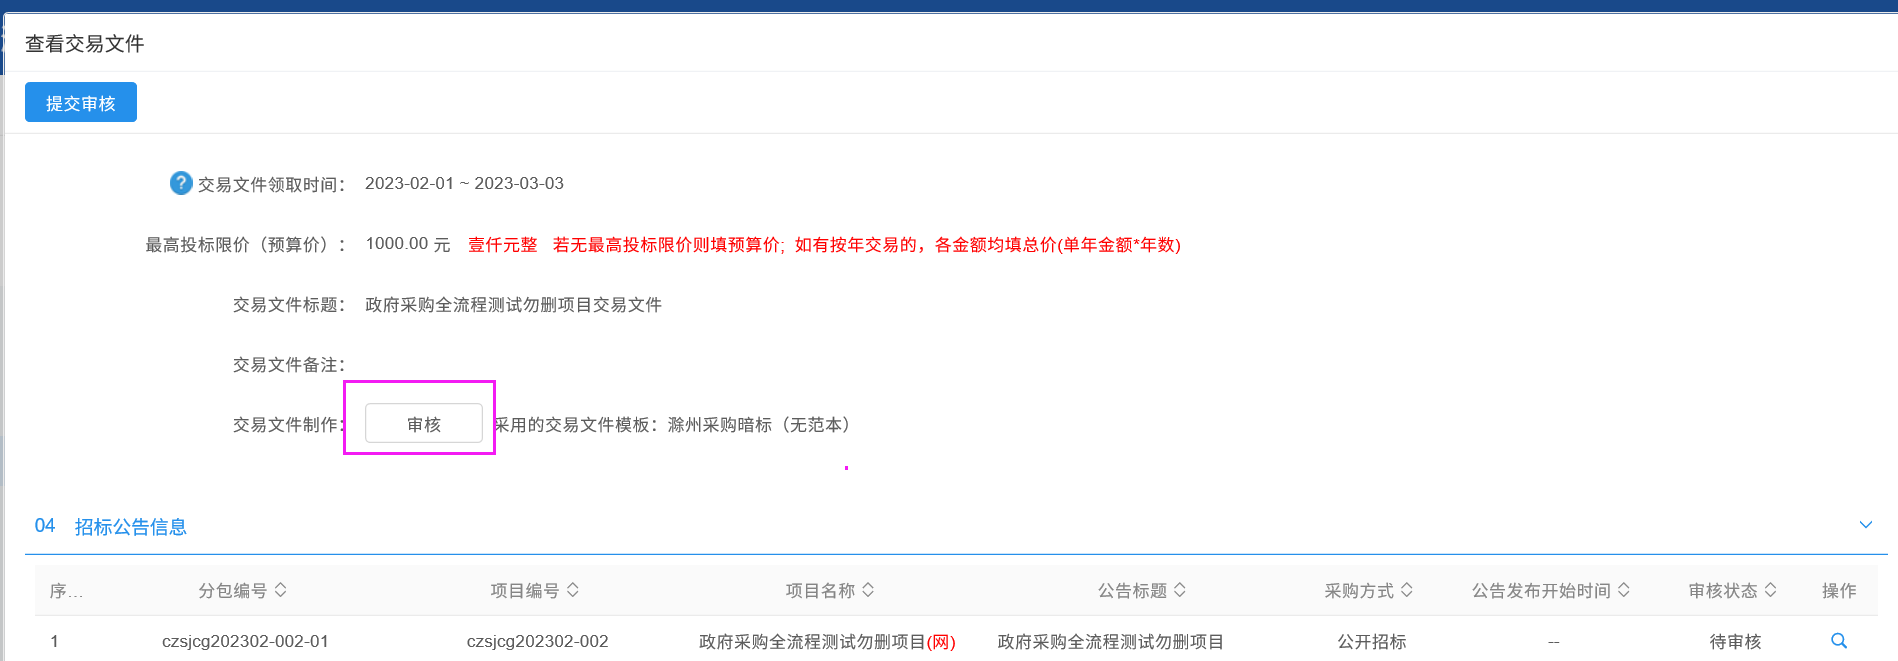 查看交易文件
提交审核
交易文件领取时间： 2023-02-01 ~ 2023-03-03
最高投标限价（预算价）： 1000.00 元 壹仟元整 若无最高投标限价则填预算价; 如有按年交易的，各金额均填总价(单年金额*年数)
交易文件标题： 政府采购全流程测试勿删项目交易文件
交易文件备注：
交易文件制作： 审核 采用的交易文件模板：滁州采购暗标（无范本）
04 招标公告信息
序... 分包编号 项目编号 项目名称 公告标题 采购方式 公告发布开始时间 审核状态 操作
1 czsjcg202302-002-01 czsjcg202302-002 政府采购全流程测试勿删项目(网) 政府采购全流程测试勿删项目 公开招标 -- 待审核